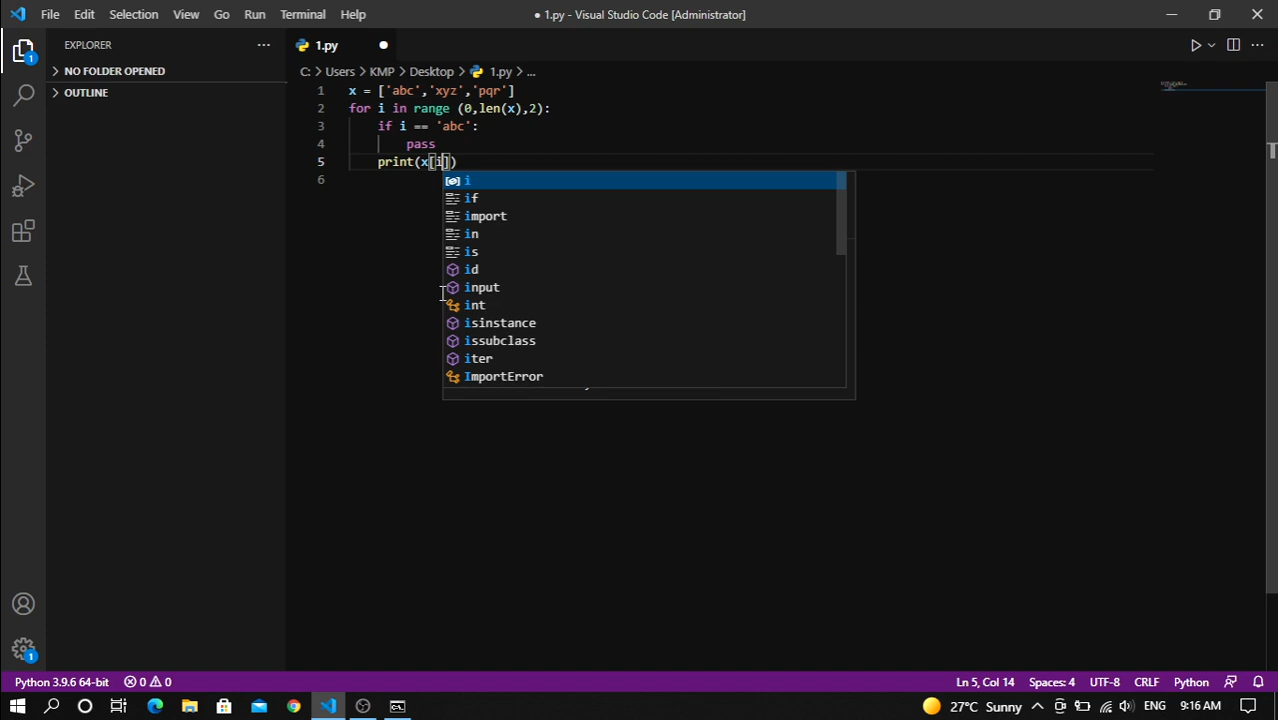 File Edit Selection View Go Run Terminal Help ● 1.py - Visual Studio Code [Administrator]
EXPLORER ··· 1.py ●
NO FOLDER OPENED
OUTLINE
C: > Users > KMP > Desktop > 1.py > ...
1 x = ['abc','xyz','pqr']
2 for i in range (0,len(x),2):
3 if i == 'abc':
4 pass
5 print(x[i])
6
i
if
import
in
is
id
input
int
isinstance
issubclass
iter
ImportError
1
1
Python 3.9.6 64-bit 0 0 Ln 5, Col 14 Spaces: 4 UTF-8 CRLF Python
27°C Sunny ENG 9:16 AM